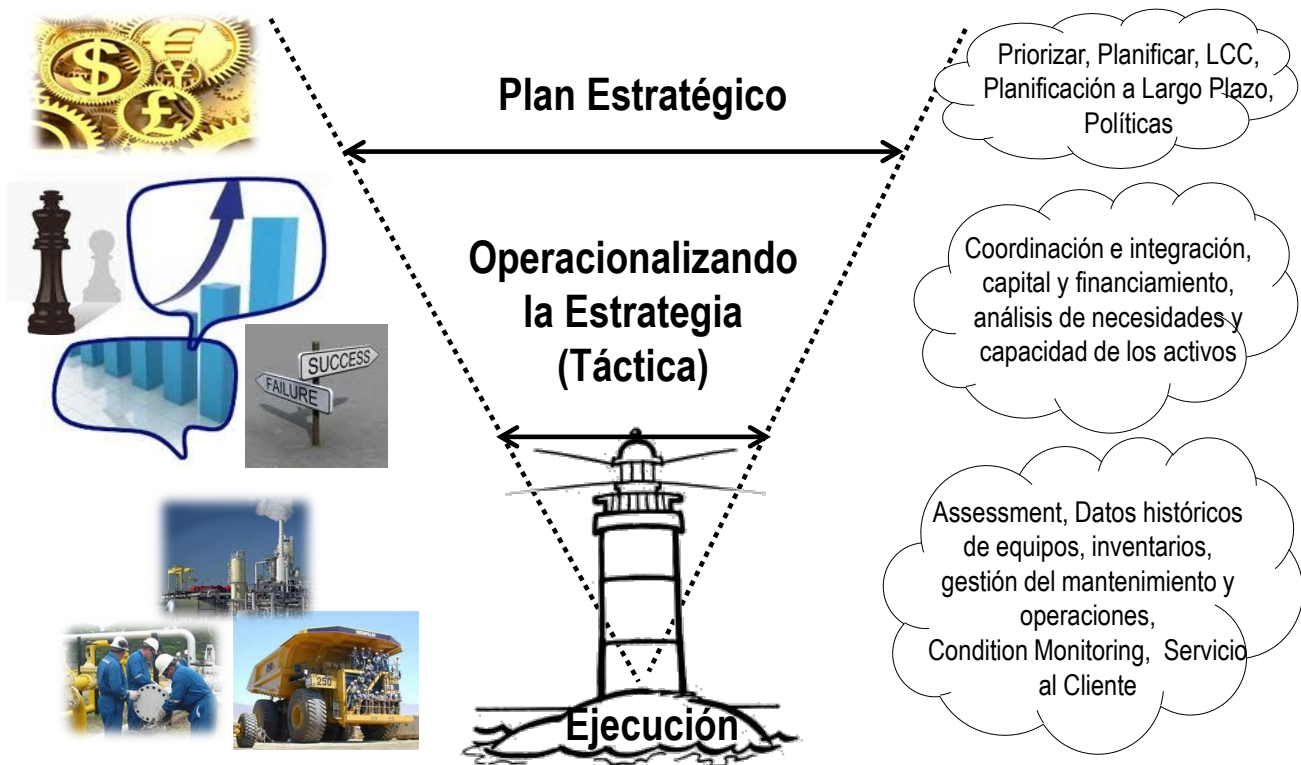 Plan Estratégico
Priorizar, Planificar, LCC,
Planificación a Largo Plazo,
Políticas
Operacionalizando
la Estrategia
(Táctica)
Coordinación e integración,
capital y financiamiento,
análisis de necesidades y
capacidad de los activos
SUCCESS
FAILURE
Assessment, Datos históricos
de equipos, inventarios,
gestión del mantenimiento y
operaciones,
Condition Monitoring, Servicio
al Cliente
250
Ejecución
$
€
¥
£